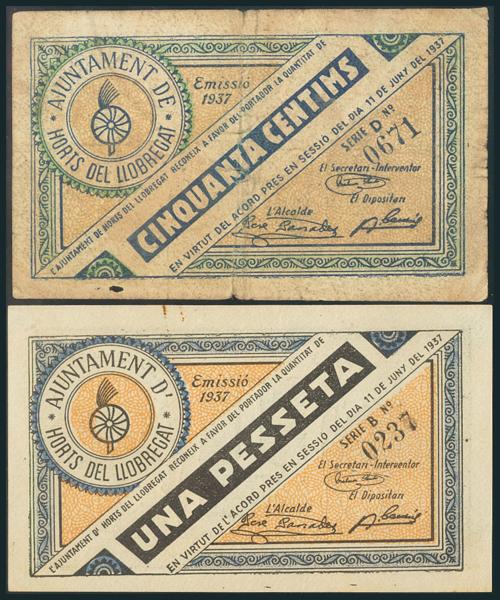 AJUNTAMENT DE
HORTS DEL LLOBREGAT
Emissió
1937
L'AJUNTAMENT DE HORTS DEL LLOBREGAT RECONEIX A FAVOR DEL PORTADOR LA QUANTITAT DE
CINQUANTA CENTIMS
EN VIRTUT DEL ACORD PRES EN SESSIO DEL DIA 11 DE JUNY DEL 1937
SERIE D Nº
0671
El Secretari-Interventor
El Dipositari
L'Alcalde
AJUNTAMENT D'
HORTS DEL LLOBREGAT
Emissió
1937
L'AJUNTAMENT D' HORTS DEL LLOBREGAT RECONEIX A FAVOR DEL PORTADOR LA QUANTITAT DE
UNA PESSETA
EN VIRTUT DE L'ACORD PRES EN SESSIO DEL DIA 11 DE JUNY DEL 1937
SERIE B Nº
0237
El Secretari-Interventor
El Dipositari
L'Alcalde